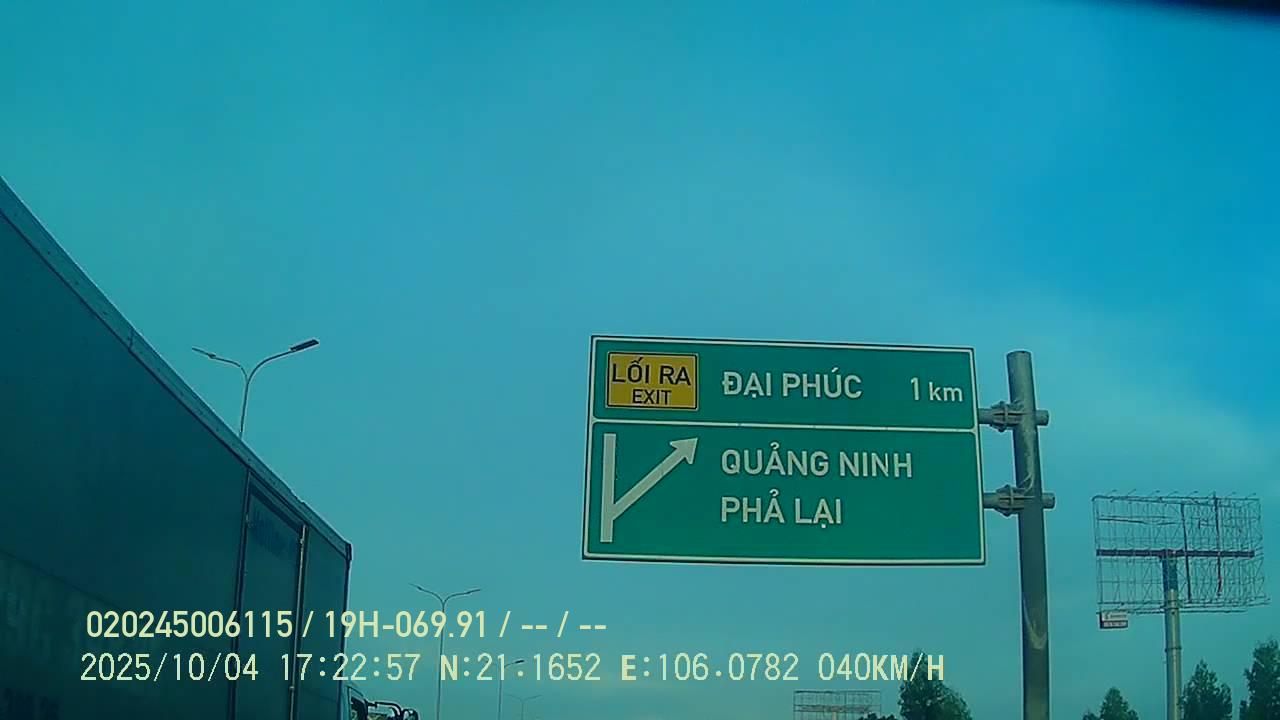 LỐI RA
EXIT
ĐẠI PHÚC 1 km
QUẢNG NINH
PHẢ LẠI
020245006115 / 19H-069.91 / -- / --
2025/10/04 17:22:57 N:21.1652 E:106.0782 040KM/H